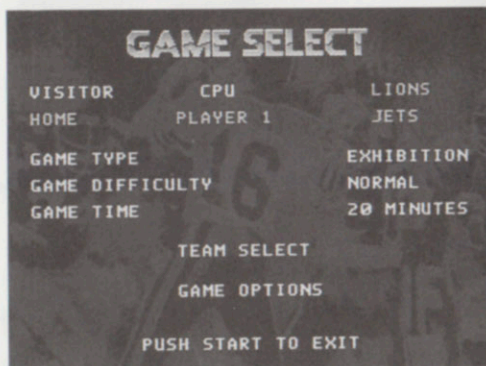 GAME SELECT
VISITOR CPU LIONS
HOME PLAYER 1 JETS
GAME TYPE EXHIBITION
GAME DIFFICULTY NORMAL
GAME TIME 20 MINUTES
TEAM SELECT
GAME OPTIONS
PUSH START TO EXIT